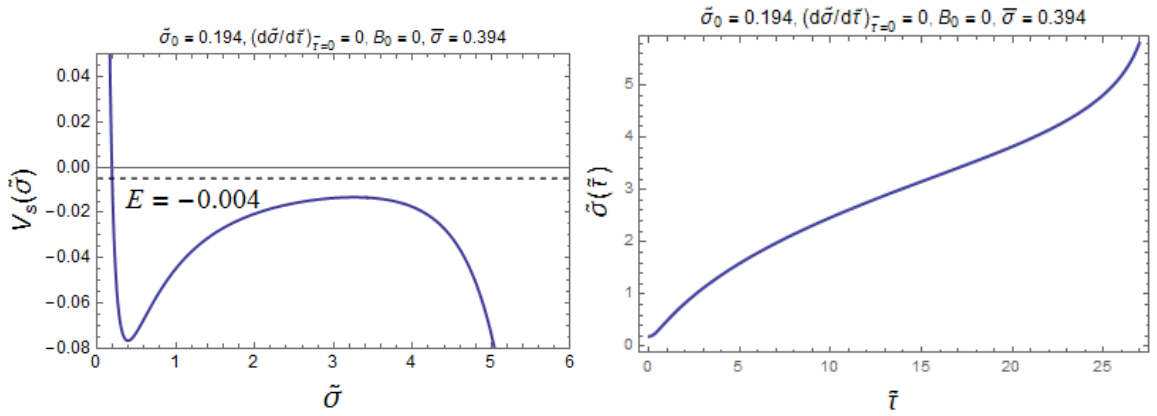 σ̃₀ = 0.194, (dσ̃/dτ̃)_τ̃=0 = 0, B₀ = 0, σ̅ = 0.394
0.04
0.02
0.00
-0.02
-0.04
-0.06
-0.08
Vₛ(σ̃)
E = −0.004
0 1 2 3 4 5 6
σ̃
σ̃₀ = 0.194, (dσ̃/dτ̃)_τ̃=0 = 0, B₀ = 0, σ̅ = 0.394
5
4
3
2
1
0
σ̃(τ̃)
0 5 10 15 20 25
τ̃